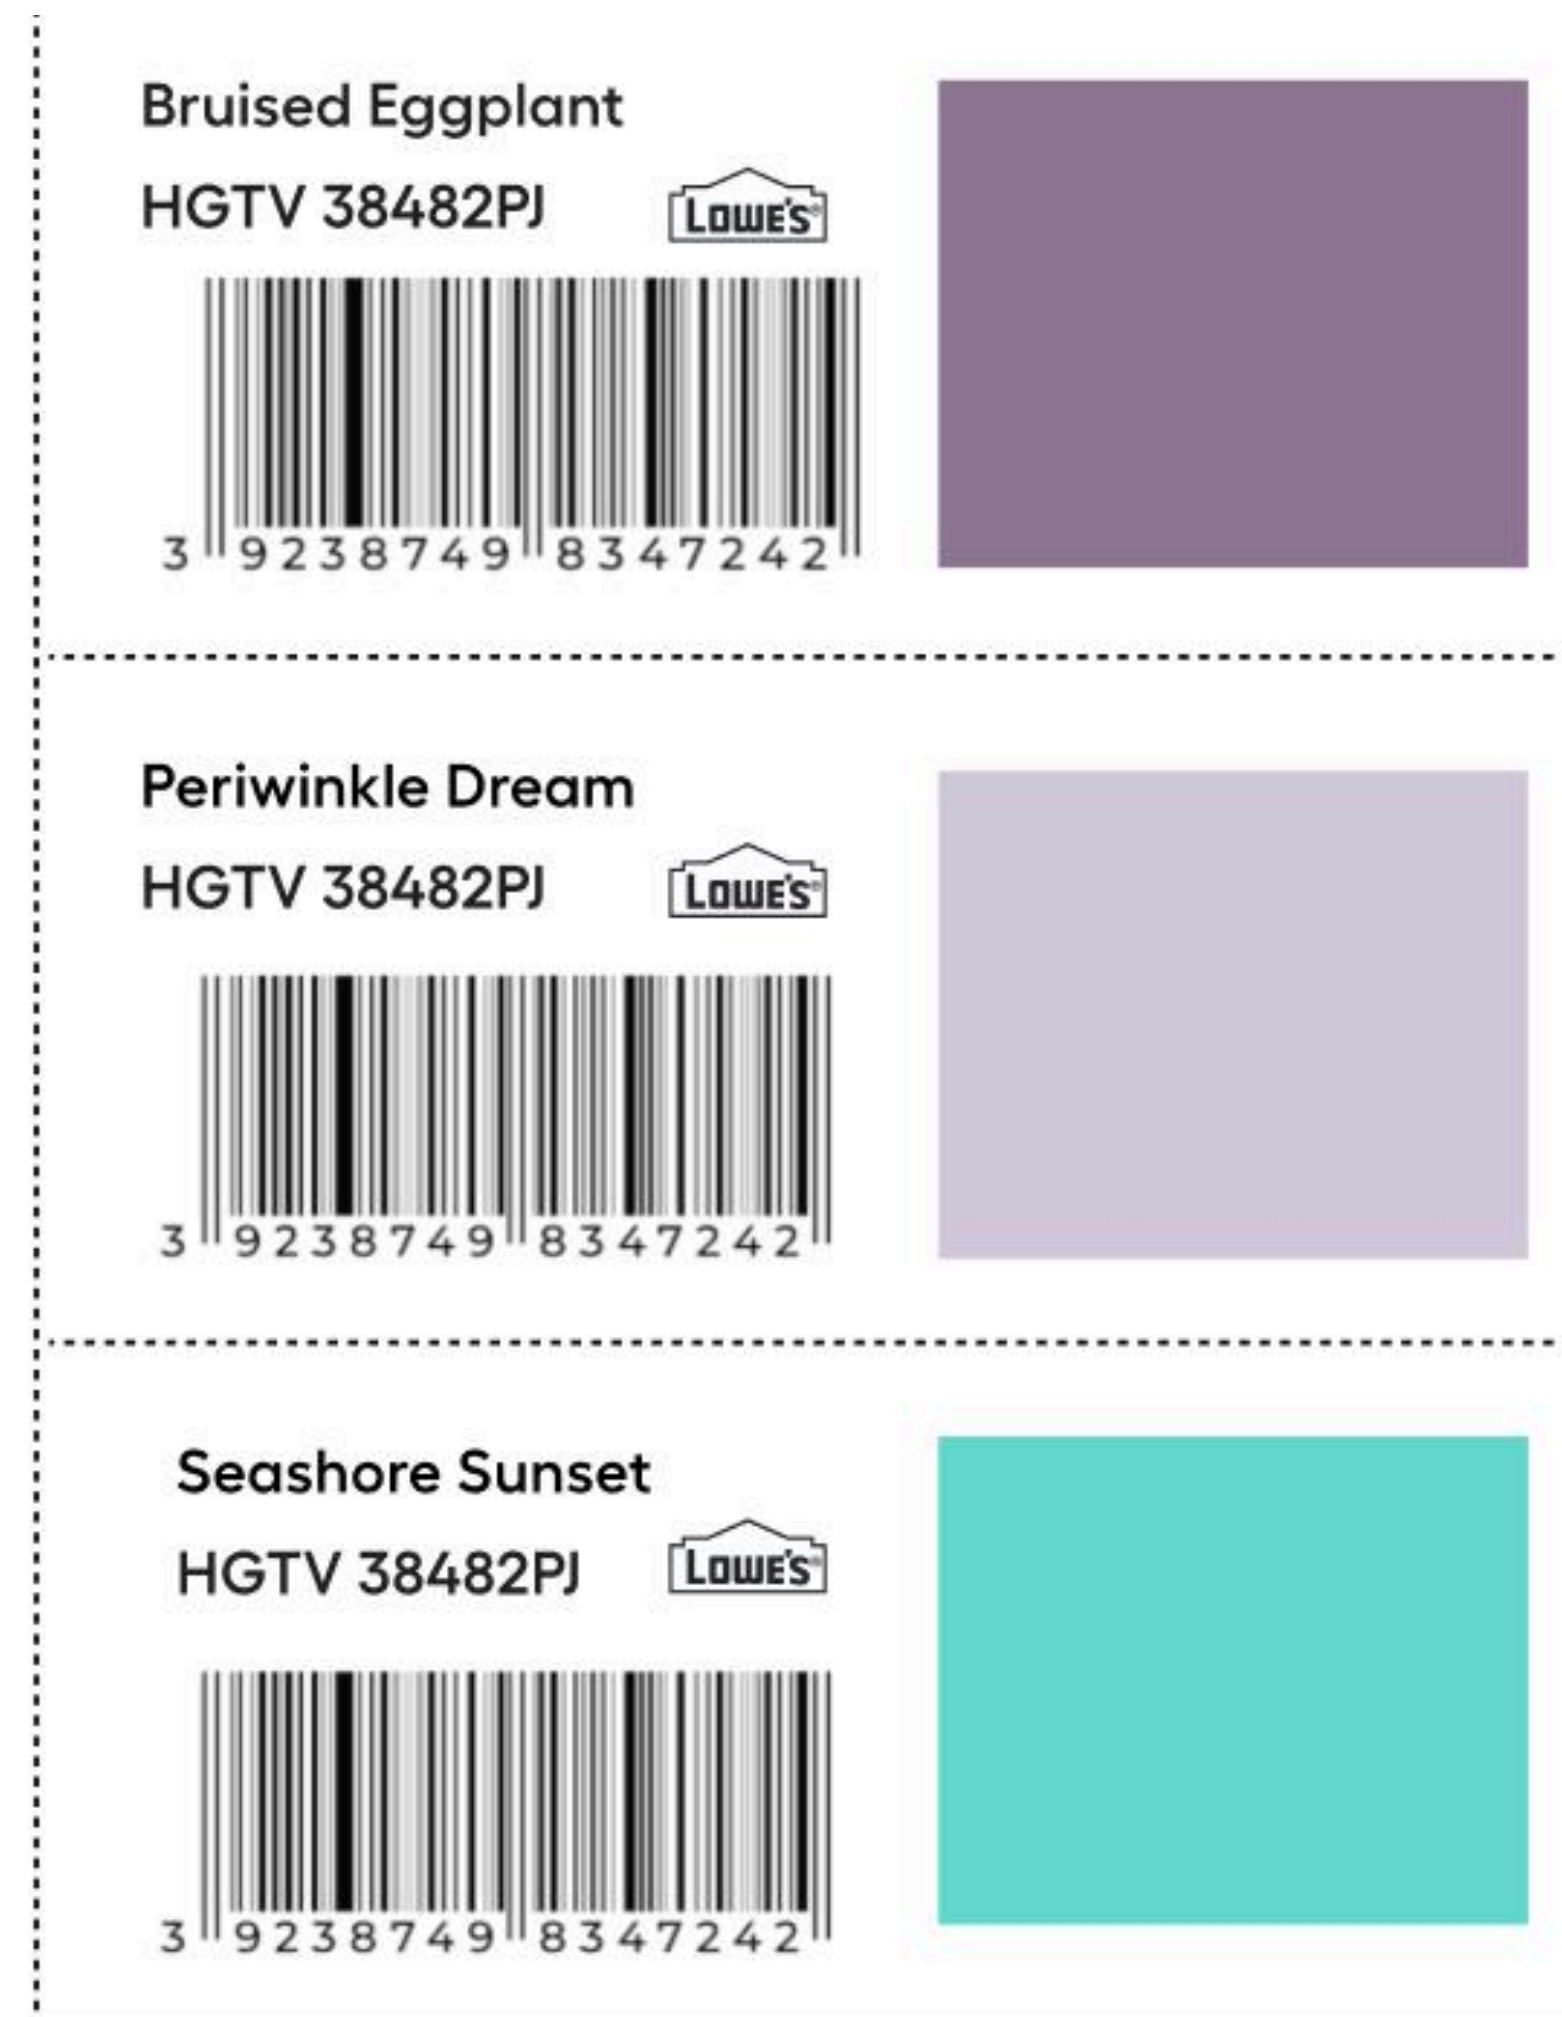 Bruised Eggplant
HGTV 38482PJ
LOWE'S®
3 9238749 8347242
Periwinkle Dream
HGTV 38482PJ
LOWE'S®
3 9238749 8347242
Seashore Sunset
HGTV 38482PJ
LOWE'S®
3 9238749 8347242